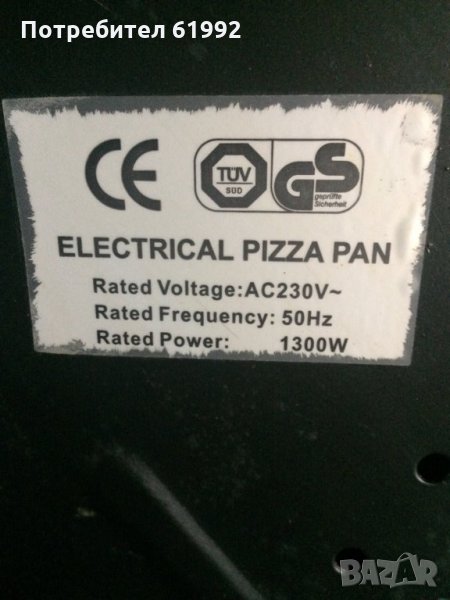 Потребител 61992
CE
TÜV
SÜD
GS
geprüfte
Sicherheit
ELECTRICAL PIZZA PAN
Rated Voltage:AC230V~
Rated Frequency: 50Hz
Rated Power: 1300W
BAZAR